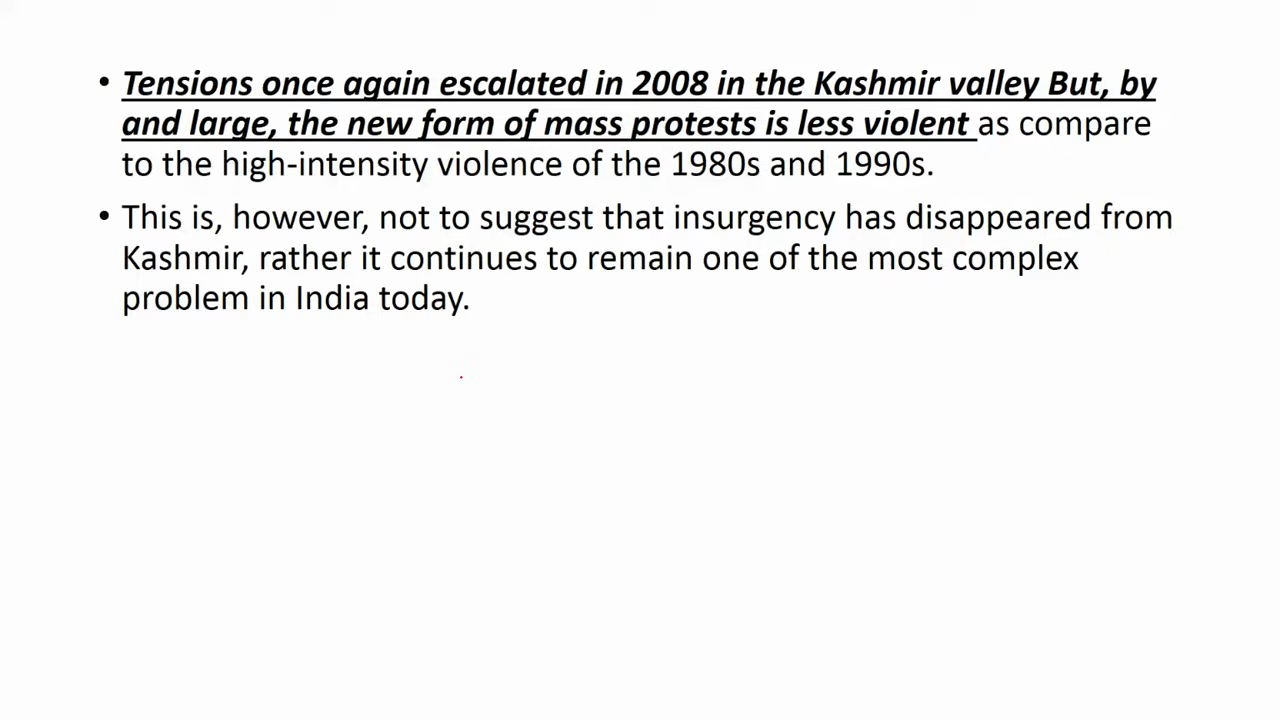 • Tensions once again escalated in 2008 in the Kashmir valley But, by
and large, the new form of mass protests is less violent as compare
to the high-intensity violence of the 1980s and 1990s.
• This is, however, not to suggest that insurgency has disappeared from
Kashmir, rather it continues to remain one of the most complex
problem in India today.